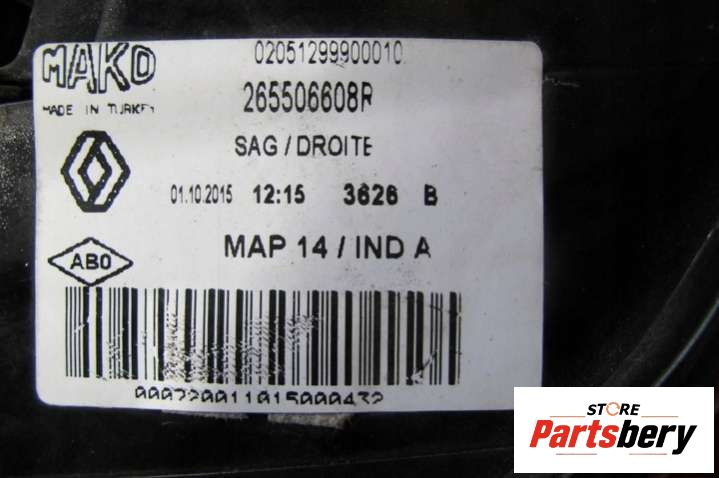 MAKO
02051299900010
MADE IN TURKEY
265506608R
SAG / DROITE
01.10.2015 12:15 3626 B
ABO
MAP 14 / IND A
STORE
Partsbery